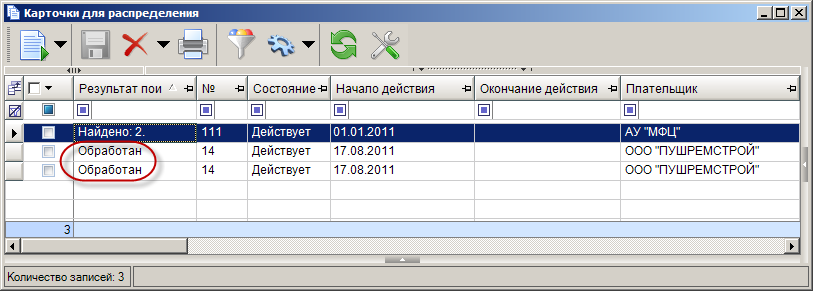 Карточки для распределения
Результат пои № Состояние Начало действия Окончание действия Плательщик
Найдено: 2. 111 Действует 01.01.2011 АУ "МФЦ"
Обработан 14 Действует 17.08.2011 ООО "ПУШРЕМСТРОЙ"
Обработан 14 Действует 17.08.2011 ООО "ПУШРЕМСТРОЙ"
3
Количество записей: 3